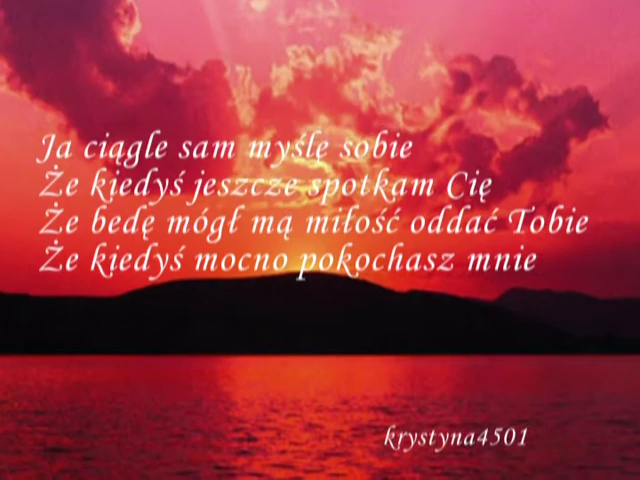 Ja ciągle sam myślę sobie
Że kiedyś jeszcze spotkam Cię
Że bedę mógł mą miłość oddać Tobie
Że kiedyś mocno pokochasz mnie
krystyna4501